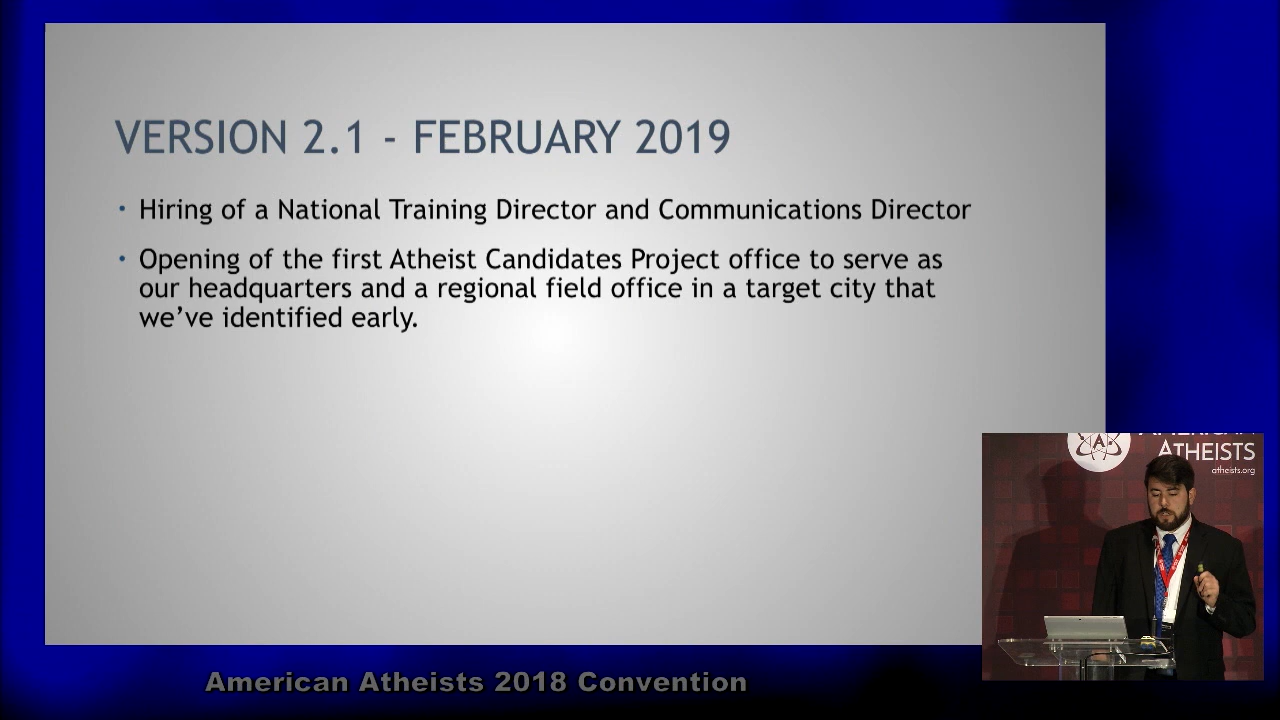 VERSION 2.1 - FEBRUARY 2019
• Hiring of a National Training Director and Communications Director
• Opening of the first Atheist Candidates Project office to serve as
our headquarters and a regional field office in a target city that
we’ve identified early.
AMERICAN
ATHEISTS
atheists.org
American Atheists 2018 Convention